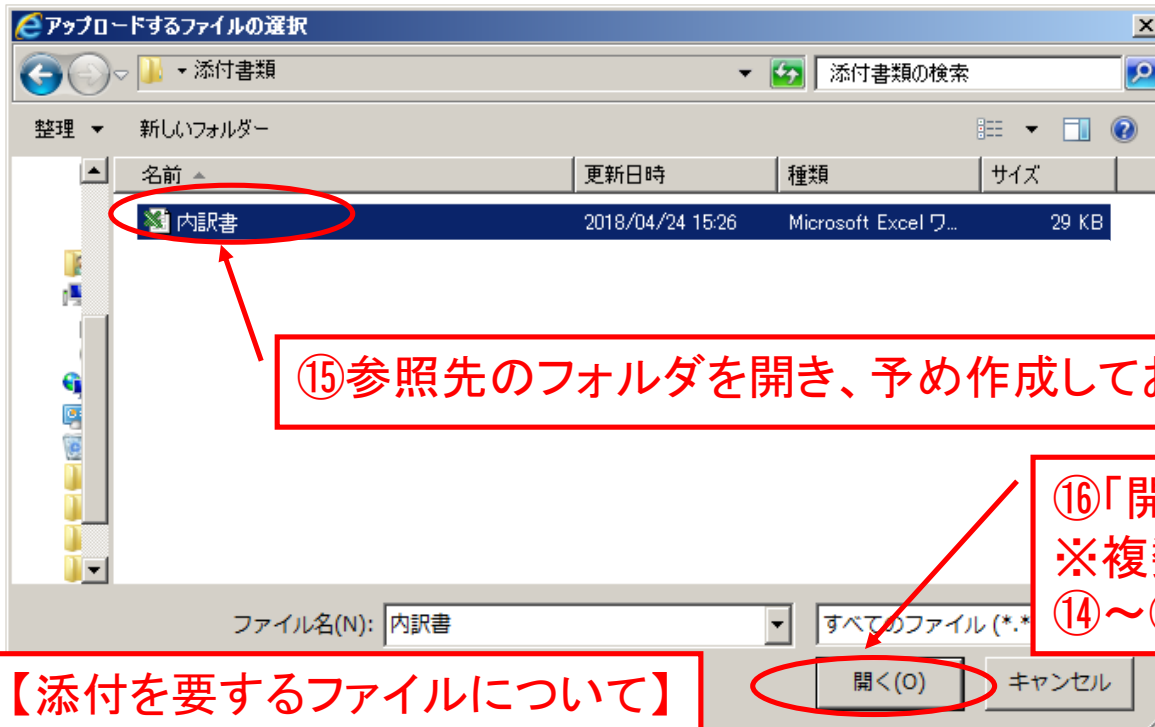 アップロードするファイルの選択
添付書類
添付書類の検索
整理
新しいフォルダー
名前 更新日時 種類 サイズ
内訳書 2018/04/24 15:26 Microsoft Excel ワ... 29 KB
⑮参照先のフォルダを開き、予め作成して
⑯「開
※複
⑭～
ファイル名(N): 内訳書
すべてのファイル (*.*
【添付を要するファイルについて】
開く(O) キャンセル